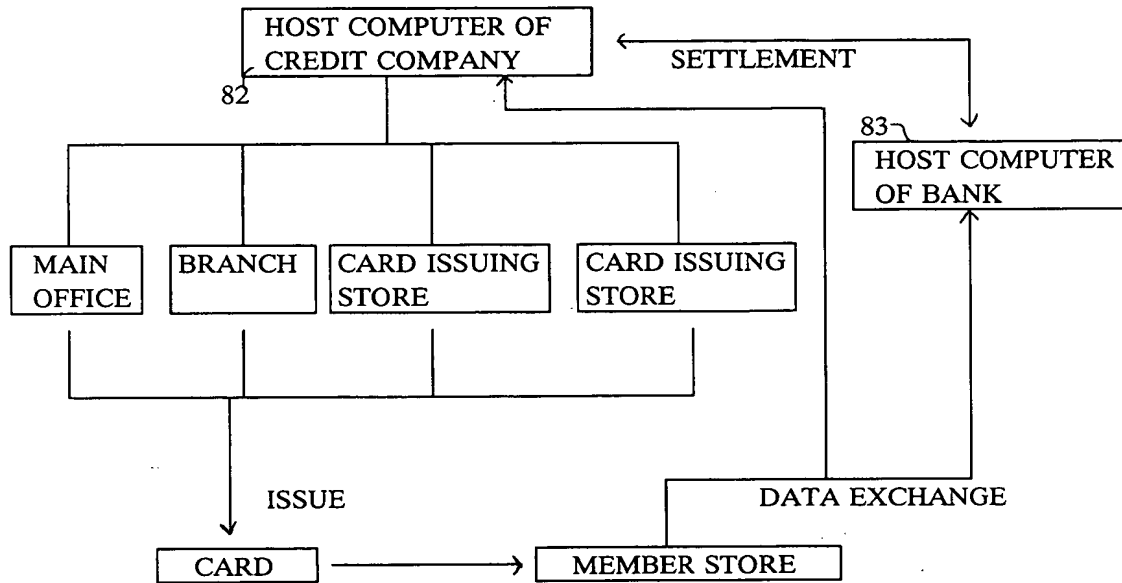 HOST COMPUTER OF
CREDIT COMPANY
82
SETTLEMENT
83
HOST COMPUTER
OF BANK
MAIN
OFFICE
BRANCH
CARD ISSUING
STORE
CARD ISSUING
STORE
ISSUE
DATA EXCHANGE
CARD
MEMBER STORE